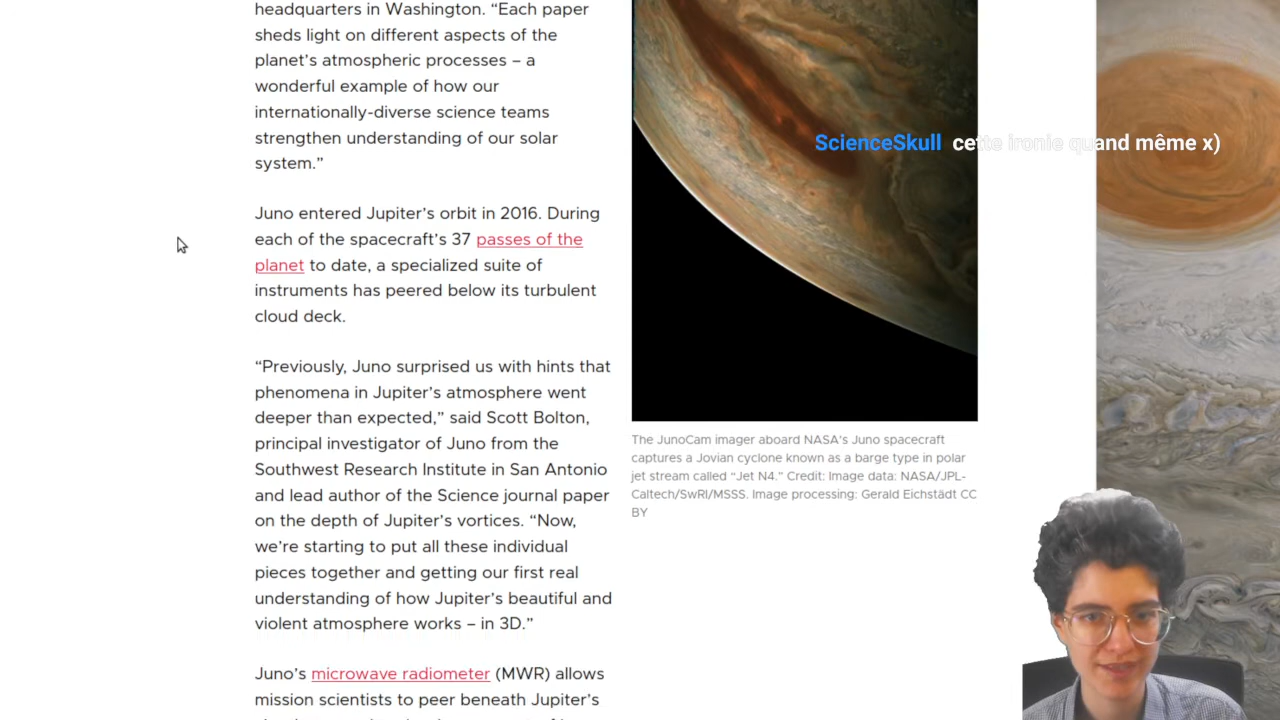 headquarters in Washington. “Each paper
sheds light on different aspects of the
planet’s atmospheric processes – a
wonderful example of how our
internationally-diverse science teams
strengthen understanding of our solar
system.”
Juno entered Jupiter’s orbit in 2016. During
each of the spacecraft’s 37 passes of the
planet to date, a specialized suite of
instruments has peered below its turbulent
cloud deck.
“Previously, Juno surprised us with hints that
phenomena in Jupiter’s atmosphere went
deeper than expected,” said Scott Bolton,
principal investigator of Juno from the
Southwest Research Institute in San Antonio
and lead author of the Science journal paper
on the depth of Jupiter’s vortices. “Now,
we’re starting to put all these individual
pieces together and getting our first real
understanding of how Jupiter’s beautiful and
violent atmosphere works – in 3D.”
Juno’s microwave radiometer (MWR) allows
mission scientists to peer beneath Jupiter’s
ScienceSkull cette ironie quand même x)
The JunoCam imager aboard NASA’s Juno spacecraft
captures a Jovian cyclone known as a barge type in polar
jet stream called “Jet N4.” Credit: Image data: NASA/JPL-
Caltech/SwRI/MSSS. Image processing: Gerald Eichstädt CC
BY